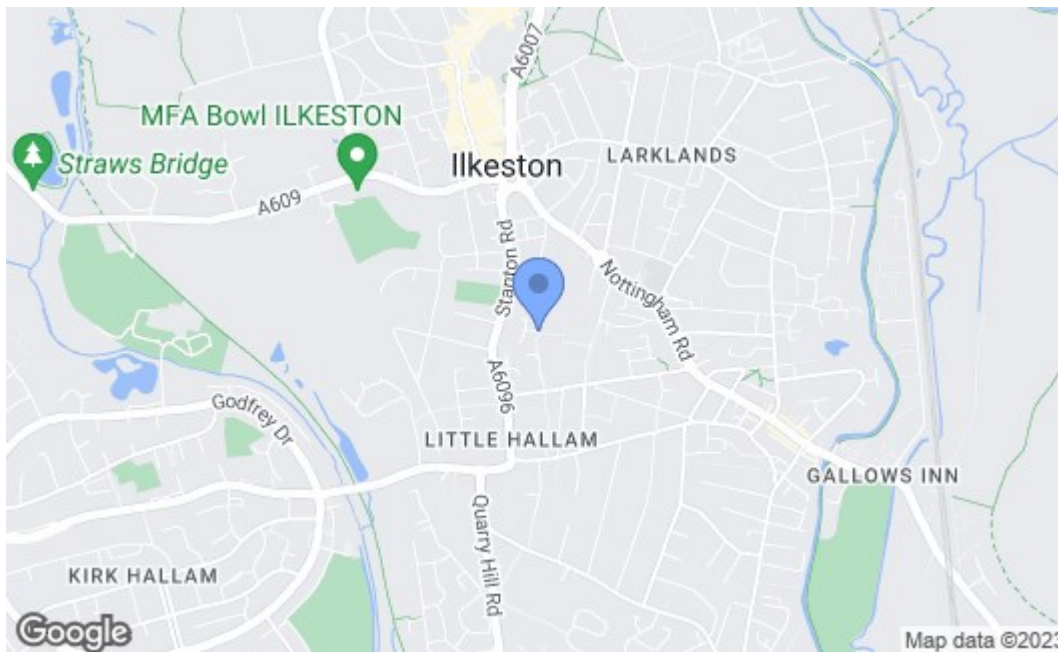 A6007
MFA Bowl ILKESTON
Straws Bridge
Ilkeston
LARKLANDS
A609
Stanton Rd
Nottingham Rd
A6096
Godfrey Dr
LITTLE HALLAM
GALLOWS INN
Quarry Hill Rd
KIRK HALLAM
Google
Map data ©2023